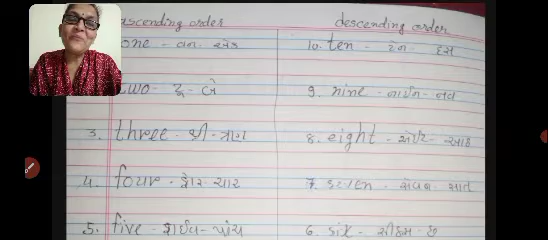 ascending order
one - વન - એક
two - ટૂ - બે
3. three - થ્રી - ત્રણ
4. four - ફોર - ચાર
5. five - ફાઈવ - પાંચ
descending order
10. ten - ટેન - દસ
9. nine - નાઈન - નવ
8. eight - એઈટ - આઠ
7. seven - સેવન - સાત
6. six - સીક્સ - છ